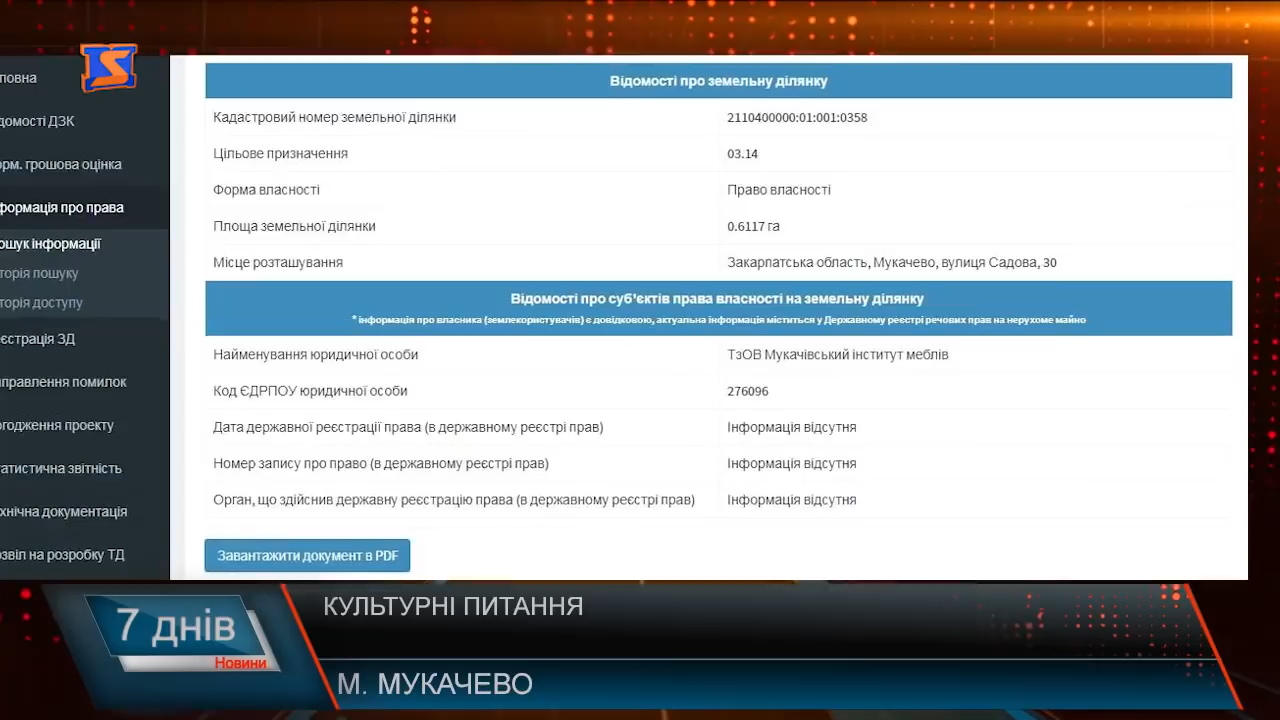 Відомості про земельну ділянку
Кадастровий номер земельної ділянки 2110400000:01:001:0358
Цільове призначення 03.14
Форма власності Право власності
Площа земельної ділянки 0.6117 га
Місце розташування Закарпатська область, Мукачево, вулиця Садова, 30
Відомості про суб'єктів права власності на земельну ділянку
* інформація про власника (землекористувачів) є довідковою, актуальна інформація міститься у Державному реєстрі речових прав на нерухоме майно
Найменування юридичної особи ТзОВ Мукачівський інститут меблів
Код ЄДРПОУ юридичної особи 276096
Дата державної реєстрації права (в державному реєстрі прав) Інформація відсутня
Номер запису про право (в державному реєстрі прав) Інформація відсутня
Орган, що здійснив державну реєстрацію права (в державному реєстрі прав) Інформація відсутня
Завантажити документ в PDF
ловна
домості ДЗК
орм. грошова оцінка
формація про права
ошук інформації
торія пошуку
торія доступу
єстрація ЗД
правлення помилок
огодження проекту
татистична звітність
хнічна документація
озвіл на розробку ТД
7 днів
Новини
КУЛЬТУРНІ ПИТАННЯ
М. МУКАЧЕВО